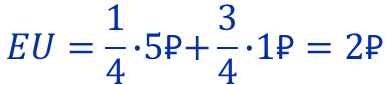 EU = 1/4 · 5₽ + 3/4 · 1₽ = 2₽